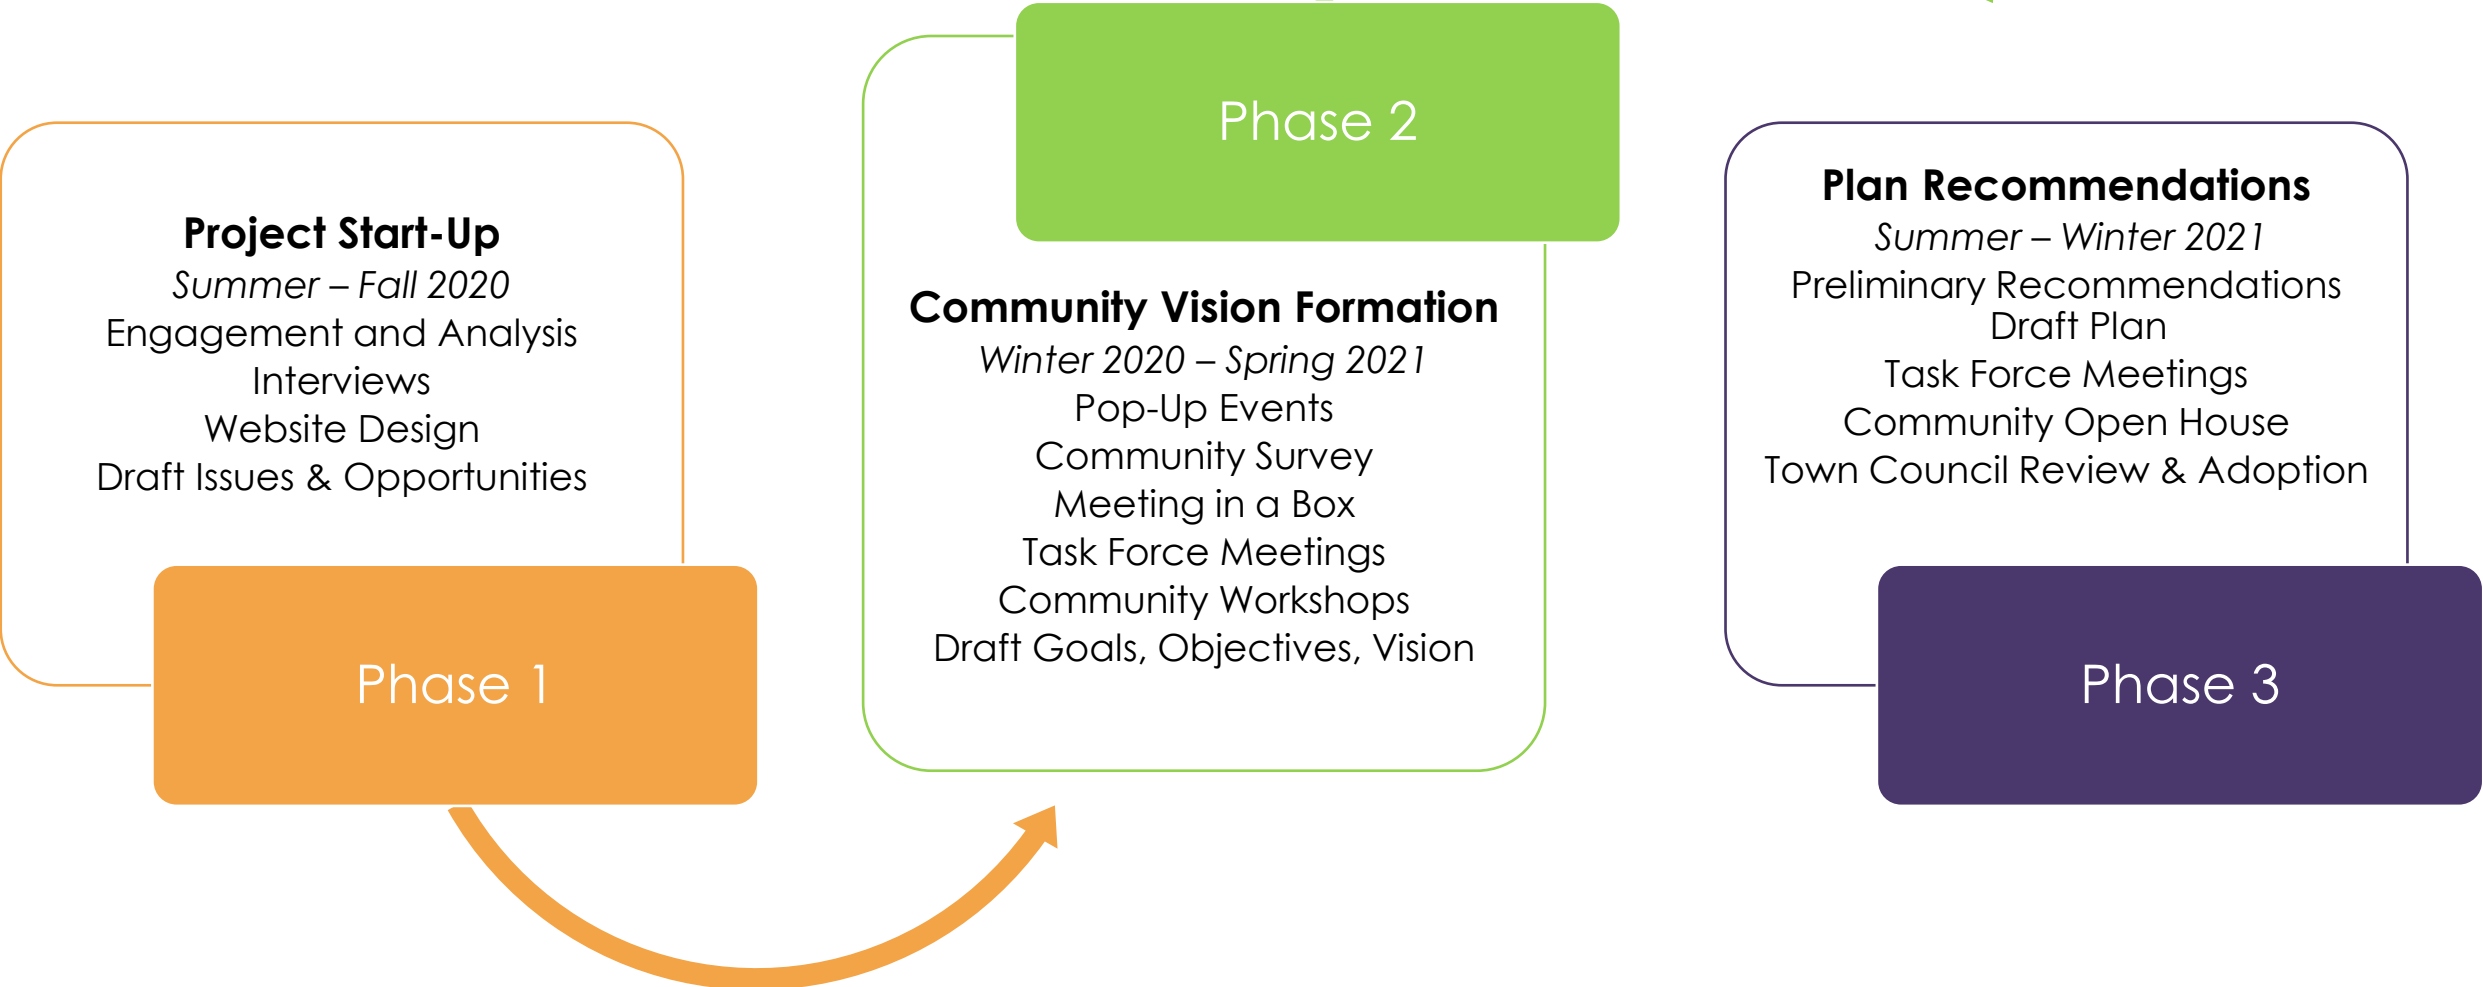 Project Start-Up
Summer – Fall 2020
Engagement and Analysis
Interviews
Website Design
Draft Issues & Opportunities
Phase 1
Phase 2
Community Vision Formation
Winter 2020 – Spring 2021
Pop-Up Events
Community Survey
Meeting in a Box
Task Force Meetings
Community Workshops
Draft Goals, Objectives, Vision
Plan Recommendations
Summer – Winter 2021
Preliminary Recommendations
Draft Plan
Task Force Meetings
Community Open House
Town Council Review & Adoption
Phase 3